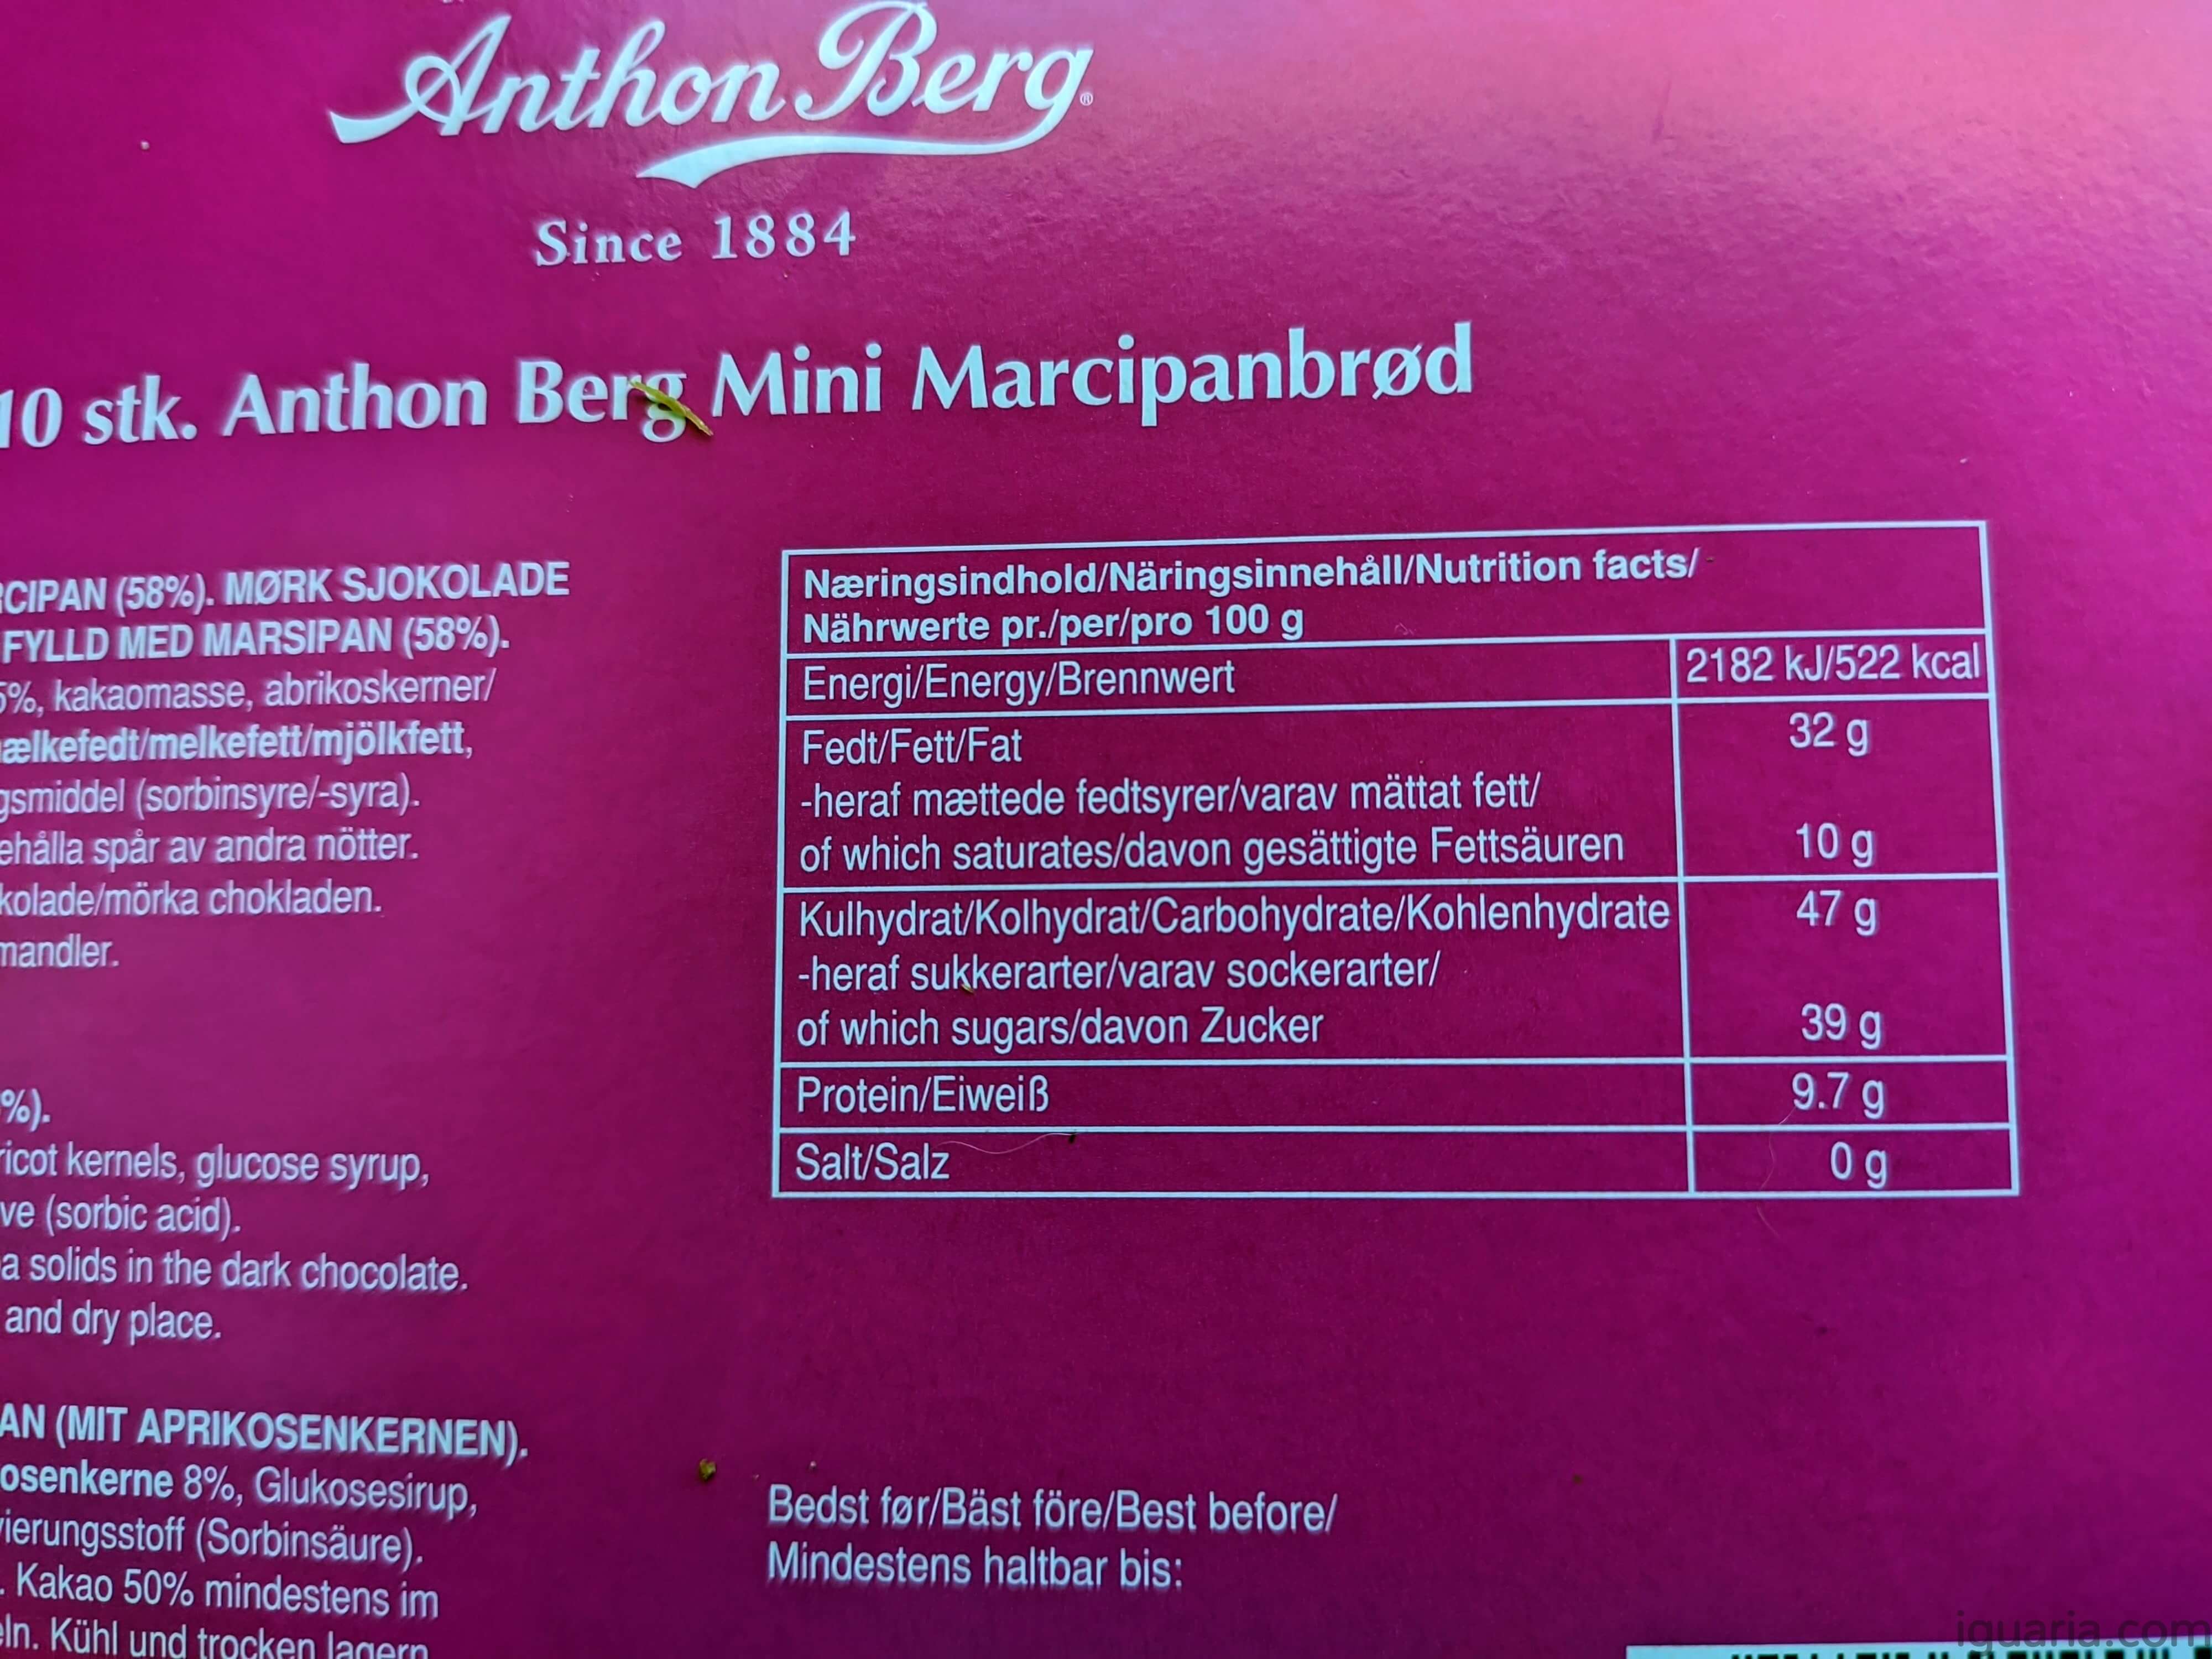 Anthon Berg®
Since 1884
10 stk. Anthon Berg Mini Marcipanbrød
RCIPAN (58%). MØRK SJOKOLADE
FYLLD MED MARSIPAN (58%).
5%, kakaomasse, abrikoskerner/
ælkefedt/melkefett/mjölkfett,
gsmiddel (sorbinsyre/-syra).
ehålla spår av andra nötter.
kolade/mörka chokladen.
mandler.
%).
ricot kernels, glucose syrup,
ve (sorbic acid).
a solids in the dark chocolate.
and dry place.
AN (MIT APRIKOSENKERNEN).
osenkerne 8%, Glukosesirup,
vierungsstoff (Sorbinsäure).
. Kakao 50% mindestens im
eln. Kühl und trocken lagern
Næringsindhold/Näringsinnehåll/Nutrition facts/
Nährwerte pr./per/pro 100 g
Energi/Energy/Brennwert 2182 kJ/522 kcal
Fedt/Fett/Fat 32 g
-heraf mættede fedtsyrer/varav mättat fett/
of which saturates/davon gesättigte Fettsäuren 10 g
Kulhydrat/Kolhydrat/Carbohydrate/Kohlenhydrate 47 g
-heraf sukkerarter/varav sockerarter/
of which sugars/davon Zucker 39 g
Protein/Eiweiß 9.7 g
Salt/Salz 0 g
Bedst før/Bäst före/Best before/
Mindestens haltbar bis:
iguaria.com